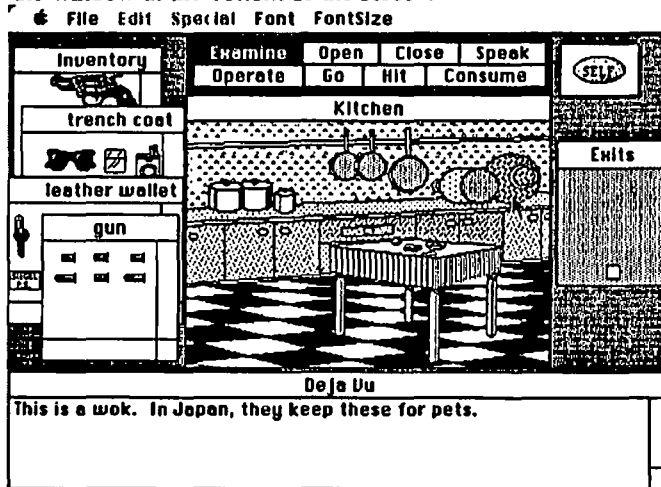 File Edit Special Font FontSize
Inventory
Examine Open Close Speak
Operate Go Hit Consume
SELF
Kitchen
trench coat
Exits
leather wallet
gun
Deja Vu
This is a wok. In Japan, they keep these for pets.